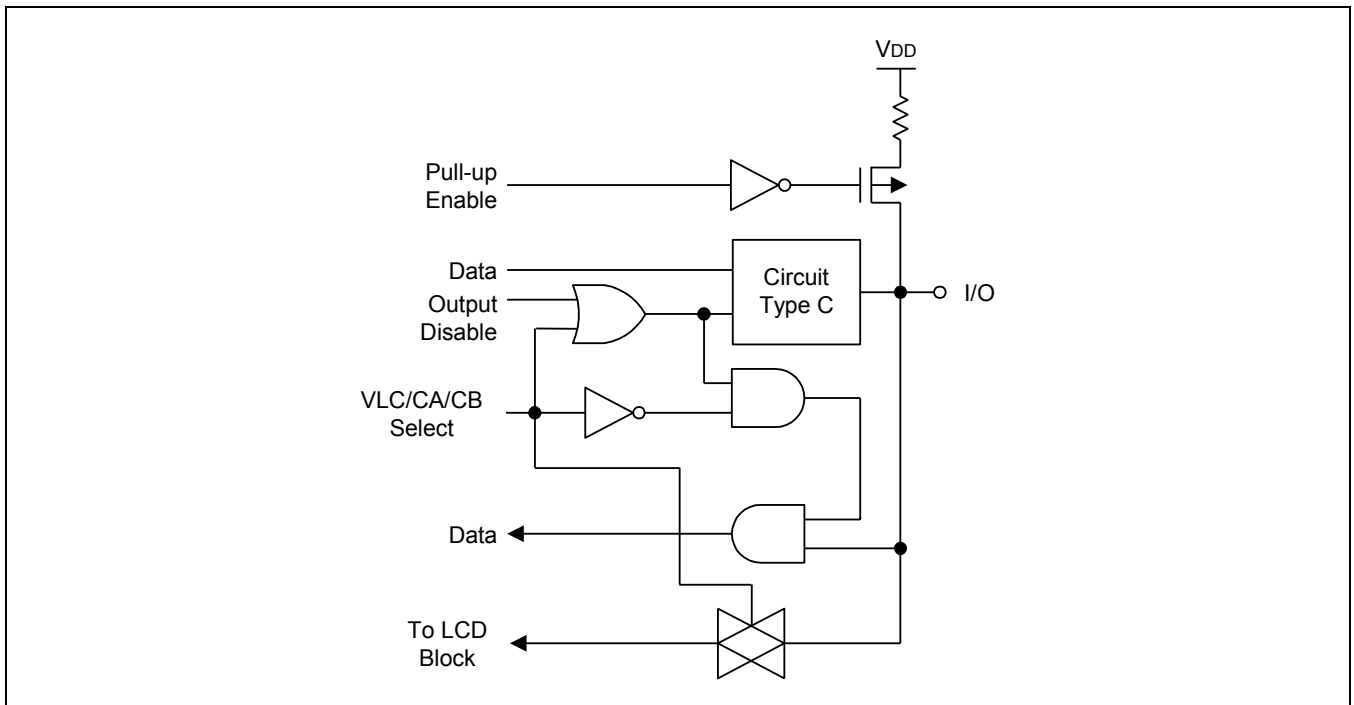 VDD
Pull-up
Enable
Data
Output
Disable
Circuit
Type C
I/O
VLC/CA/CB
Select
Data
To LCD
Block